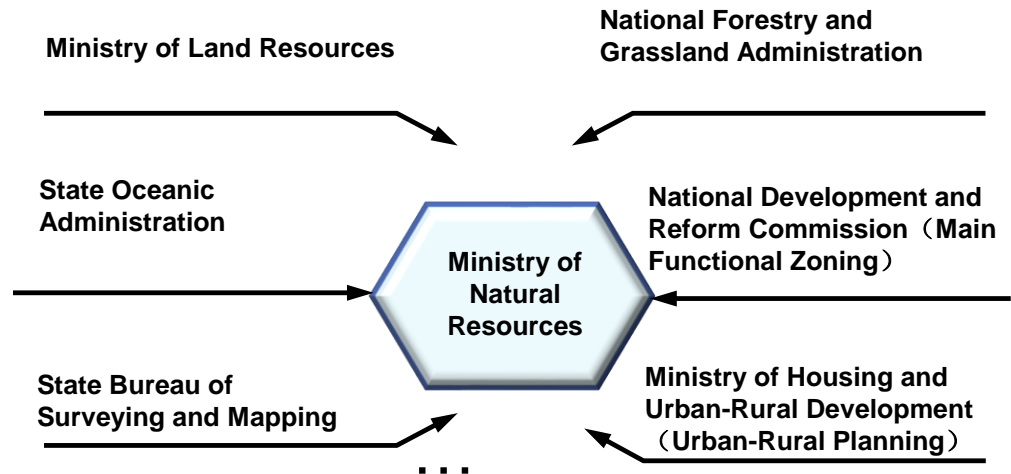 Ministry of Land Resources
National Forestry and
Grassland Administration
State Oceanic
Administration
National Development and
Reform Commission（Main
Functional Zoning）
Ministry of
Natural
Resources
State Bureau of
Surveying and Mapping
Ministry of Housing and
Urban-Rural Development
（Urban-Rural Planning）
...